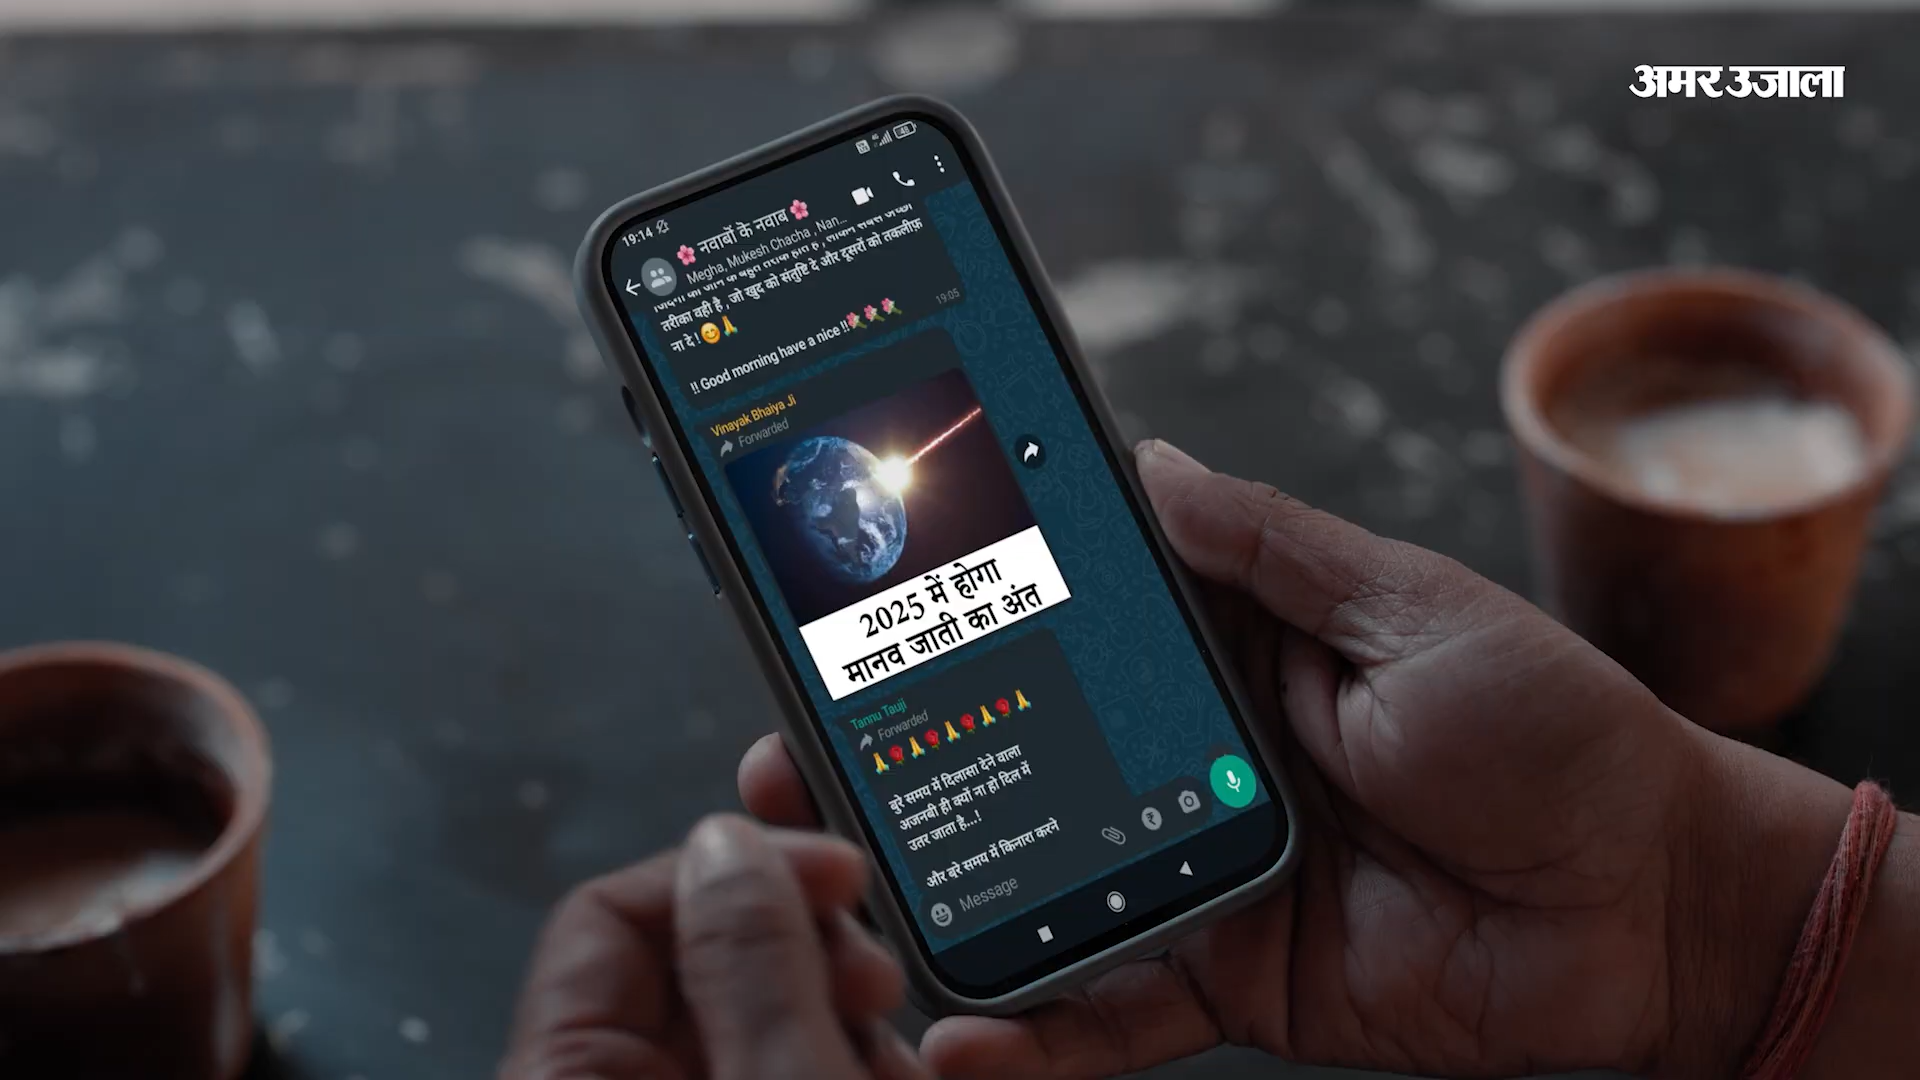 अमर उजाला
19:14
🌸 नवाबों के नवाब 🌸
Megha, Mukesh Chacha , Nan...
तरीका वही है , जो खुद को संतुष्टि दे और दूसरों को तकलीफ़
ना दे ! 😊🙏
!! Good morning have a nice !!💐💐💐
19:05
Vinayak Bhaiya Ji
Forwarded
2025 में होगा
मानव जाती का अंत
Tannu Tauji
Forwarded
🙏🌹🙏🌹🙏🌹🙏🌹🙏
बुरे समय में दिलासा देने वाला
अजनबी ही क्यों ना हो दिल में
उतर जाता है...!
और बुरे समय में किनारा करने
Message